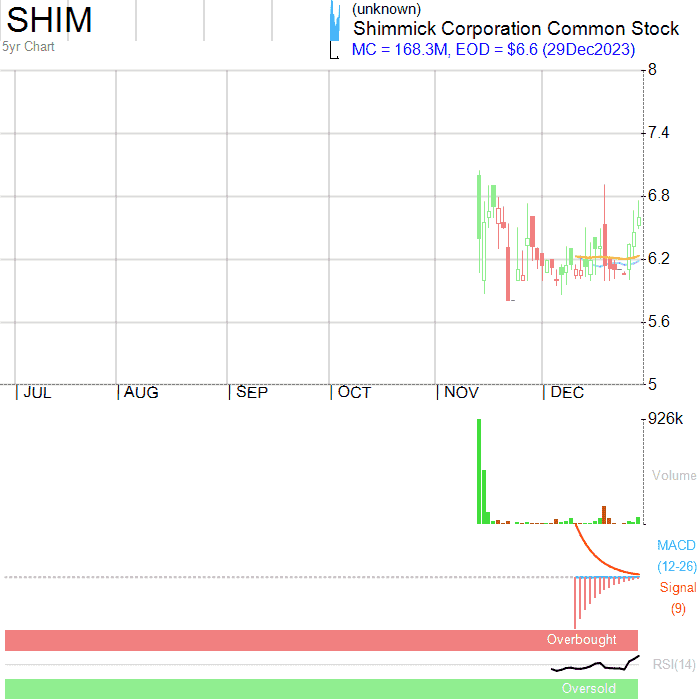 SHIM
5yr Chart
(unknown)
Shimmick Corporation Common Stock
MC = 168.3M, EOD = $6.6 (29Dec2023)
8
7.4
6.8
6.2
5.6
5
JUL AUG SEP OCT NOV DEC
926k
Volume
MACD
(12-26)
Signal
(9)
Overbought
RSI(14)
Oversold